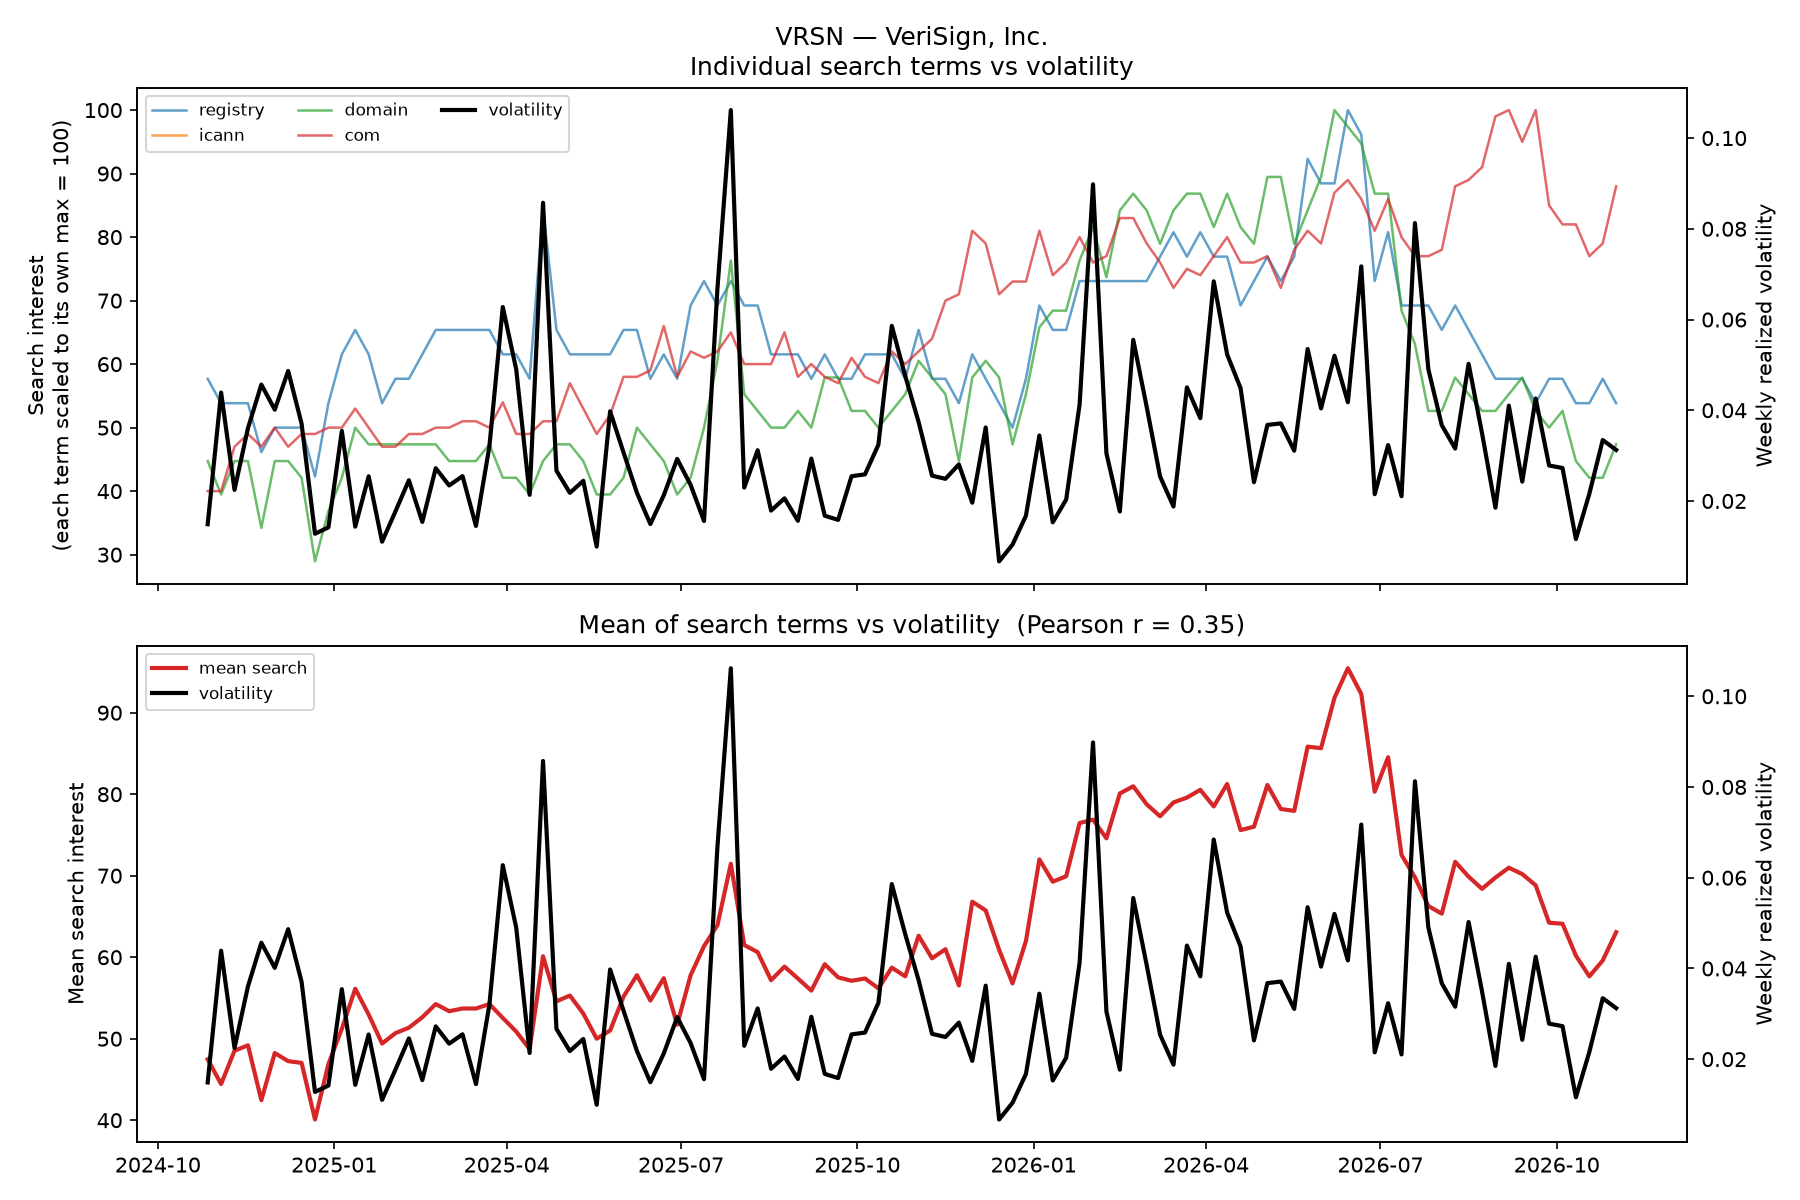 VRSN — VeriSign, Inc.
Individual search terms vs volatility
registry
icann
domain
com
volatility
Search interest
(each term scaled to its own max = 100)
100
90
80
70
60
50
40
30
0.10
0.08
0.06
0.04
0.02
Weekly realized volatility
Mean of search terms vs volatility (Pearson r = 0.35)
mean search
volatility
Mean search interest
90
80
70
60
50
40
0.10
0.08
0.06
0.04
0.02
Weekly realized volatility
2024-10
2025-01
2025-04
2025-07
2025-10
2026-01
2026-04
2026-07
2026-10